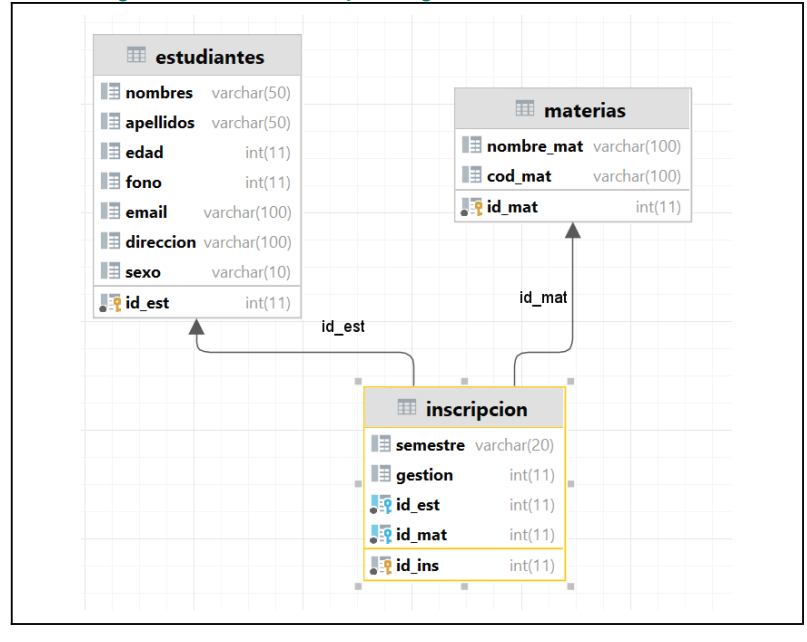 estudiantes
nombres varchar(50)
apellidos varchar(50)
edad int(11)
fono int(11)
email varchar(100)
direccion varchar(100)
sexo varchar(10)
id_est int(11)
materias
nombre_mat varchar(100)
cod_mat varchar(100)
id_mat int(11)
id_est
id_mat
inscripcion
semestre varchar(20)
gestion int(11)
id_est int(11)
id_mat int(11)
id_ins int(11)